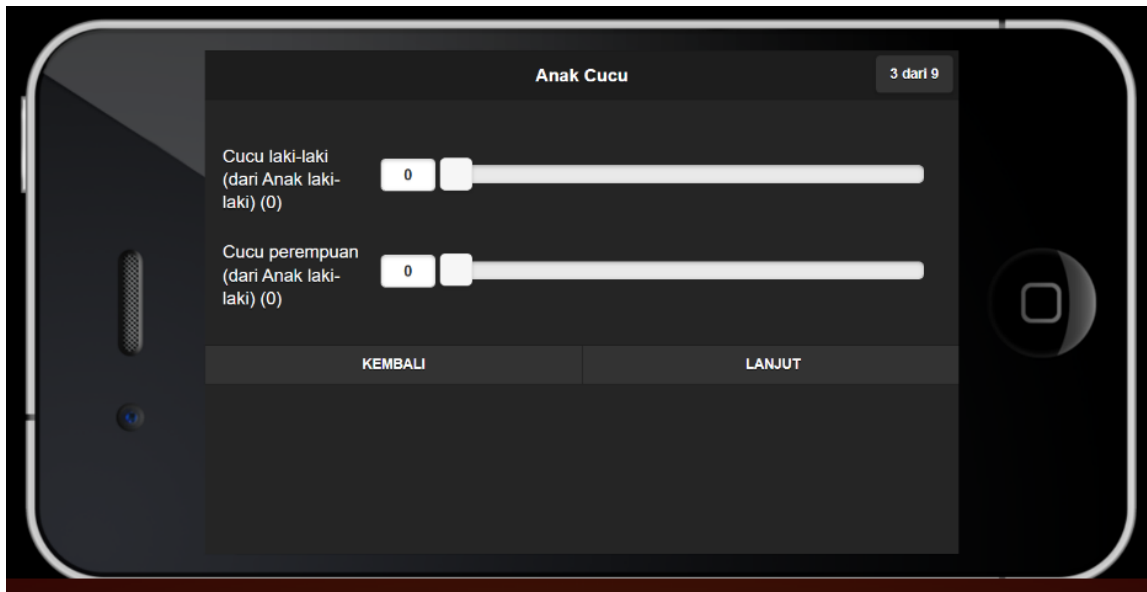 Anak Cucu
3 dari 9
Cucu laki-laki
(dari Anak laki-
laki) (0)
0
Cucu perempuan
(dari Anak laki-
laki) (0)
0
KEMBALI
LANJUT